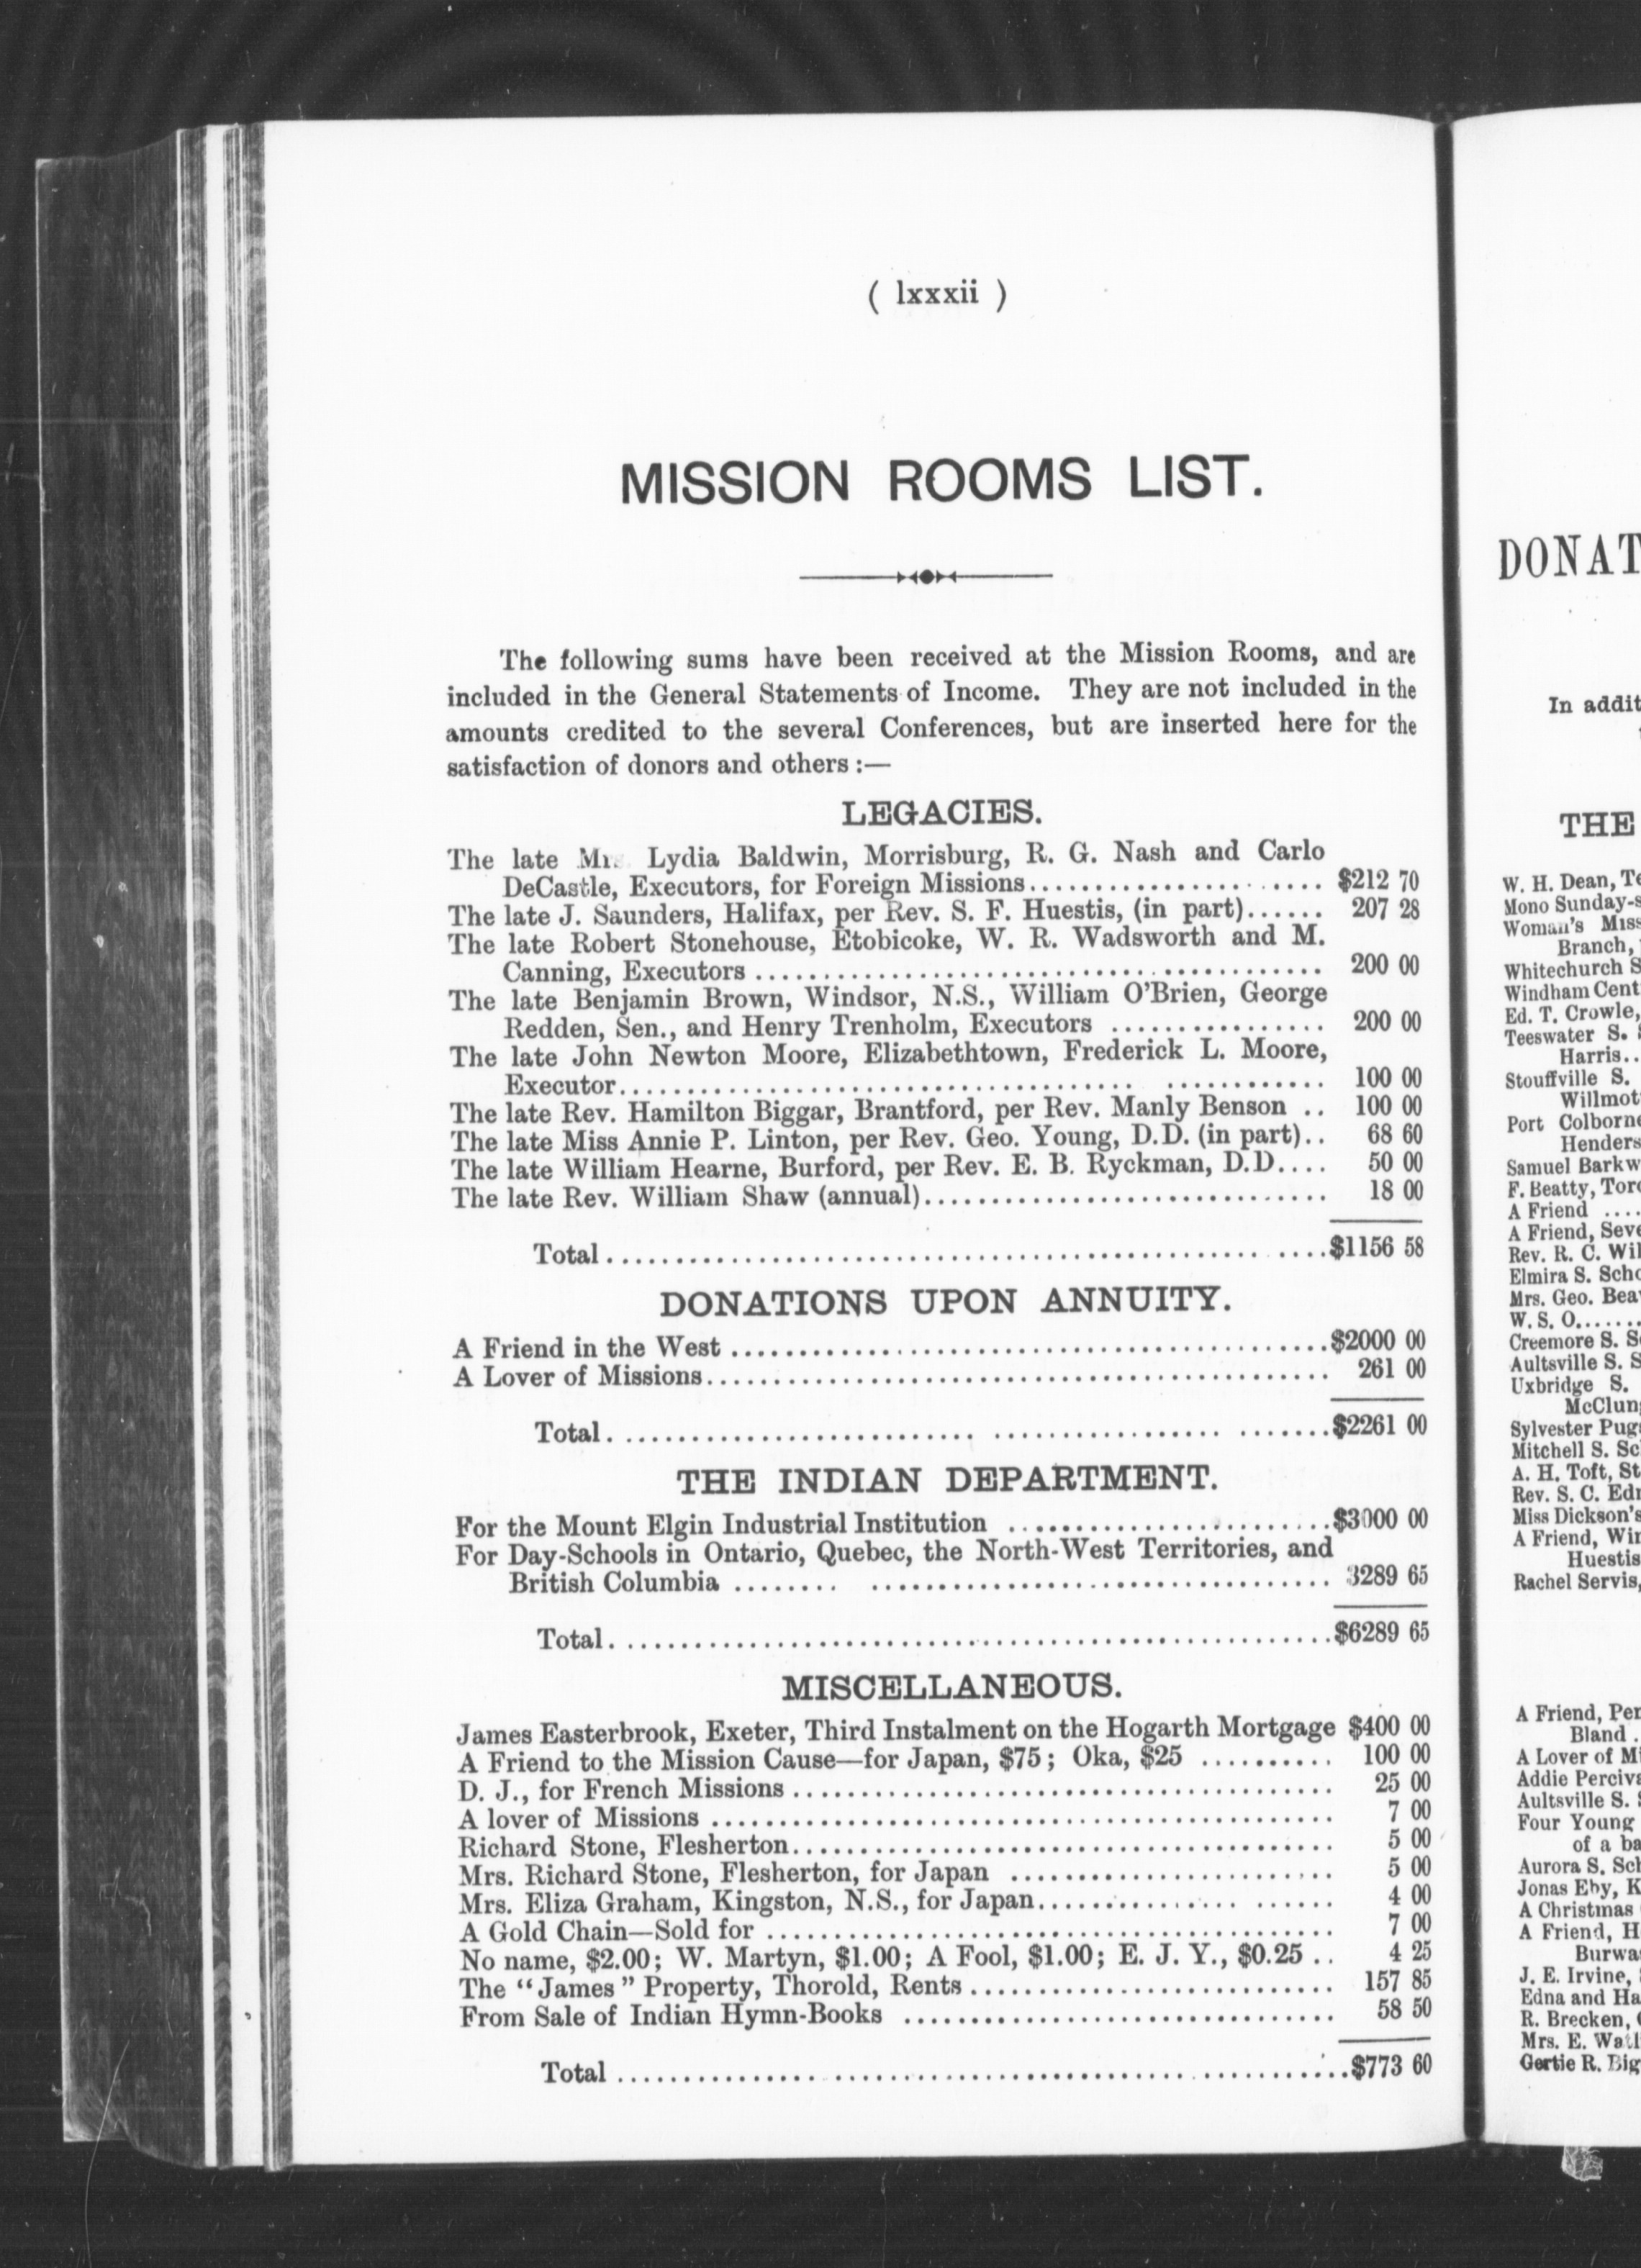 ( lxxxii )
MISSION ROOMS LIST.
The following sums have been received at the Mission Rooms, and are
included in the General Statements of Income. They are not included in the
amounts credited to the several Conferences, but are inserted here for the
satisfaction of donors and others :—
LEGACIES.
The late Lydia Baldwin, Morrisburg, R. G. Nash and Carlo
DeCastle, Executors, for Foreign Missions.................... $212 70
The late J. Saunders, Halifax, per Rev. S. F. Huestis, (in part)...... 207 28
The late Robert Stonehouse, Etobicoke, W. R. Wadsworth and M.
Canning, Executors ........................................ 200 00
The late Benjamin Brown, Windsor, N.S., William O'Brien, George
Redden, Sen., and Henry Trenholm, Executors ................ 200 00
The late John Newton Moore, Elizabethtown, Frederick L. Moore,
Executor.................................................. 100 00
The late Rev. Hamilton Biggar, Brantford, per Rev. Manly Benson .. 100 00
The late Miss Annie P. Linton, per Rev. Geo. Young, D.D. (in part).. 68 60
The late William Hearne, Burford, per Rev. E. B. Ryckman, D.D.... 50 00
The late Rev. William Shaw (annual).............................. 18 00
Total....................................................$1156 58
DONATIONS UPON ANNUITY.
A Friend in the West ............................................$2000 00
A Lover of Missions.............................................. 261 00
Total....................................................$2261 00
THE INDIAN DEPARTMENT.
For the Mount Elgin Industrial Institution ........................$3000 00
For Day-Schools in Ontario, Quebec, the North-West Territories, and
British Columbia .......................................... 3289 65
Total....................................................$6289 65
MISCELLANEOUS.
James Easterbrook, Exeter, Third Instalment on the Hogarth Mortgage $400 00
A Friend to the Mission Cause—for Japan, $75; Oka, $25 .......... 100 00
D. J., for French Missions ........................................ 25 00
A lover of Missions .............................................. 7 00
Richard Stone, Flesherton........................................ 5 00
Mrs. Richard Stone, Flesherton, for Japan ........................ 5 00
Mrs. Eliza Graham, Kingston, N.S., for Japan...................... 4 00
A Gold Chain—Sold for .......................................... 7 00
No name, $2.00; W. Martyn, $1.00; A Fool, $1.00; E. J. Y., $0.25 .. 4 25
The "James" Property, Thorold, Rents............................ 157 85
From Sale of Indian Hymn-Books ................................ 58 50
Total ....................................................$773 60
DONAT
In addit
THE
W. H. Dean, Te
Mono Sunday-s
Woman's Miss
Branch,
Whitechurch S
Windham Cent
Ed. T. Crowle,
Teeswater S.
Harris..
Stouffville S.
Willmot
Port Colborne
Henders
Samuel Barkw
F. Beatty, Toro
A Friend ....
A Friend, Seve
Rev. R. C. Wil
Elmira S. Scho
Mrs. Geo. Bea
W. S. O.......
Creemore S. S
Aultsville S. S
Uxbridge S.
McClun
Sylvester Pug
Mitchell S. Sc
A. H. Toft, St
Rev. S. C. Ed
Miss Dickson's
A Friend, Win
Huestis
Rachel Servis,
A Friend, Per
Bland .
A Lover of Mi
Addie Perciva
Aultsville S.
Four Young
of a ba
Aurora S. Sch
Jonas Eby, K
A Christmas
A Friend, H
Burwa
J. E. Irvine,
Edna and Ha
R. Brecken,
Mrs. E. Watl
Gertie R. Big